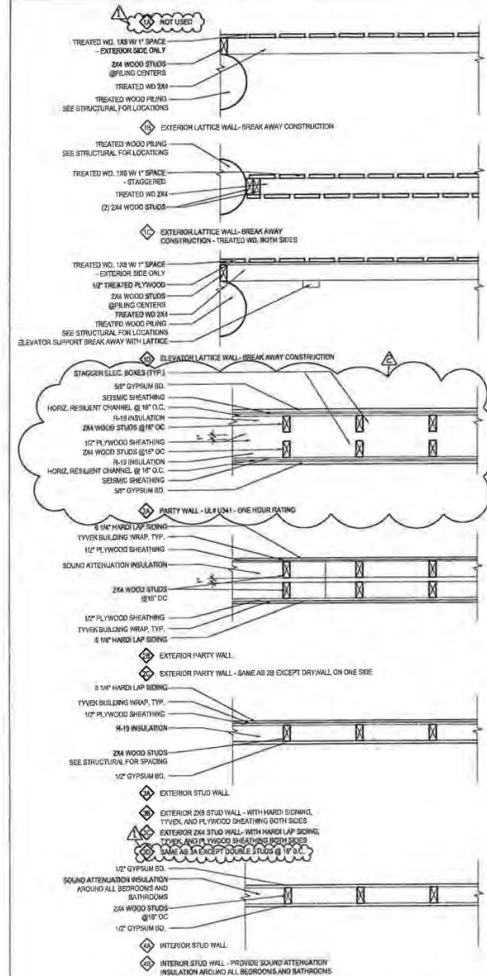 1A NOT USED
TREATED WD. 1X8 W/ 1" SPACE
- EXTERIOR SIDE ONLY
2X4 WOOD STUDS
@PILING CENTERS
TREATED WD 2X4
TREATED WOOD PILING
SEE STRUCTURAL FOR LOCATIONS
1B EXTERIOR LATTICE WALL- BREAK AWAY CONSTRUCTION
TREATED WOOD PILING
SEE STRUCTURAL FOR LOCATIONS
TREATED WD. 1X8 W/ 1" SPACE
- STAGGERED
TREATED WD 2X4
(2) 2X4 WOOD STUDS
1C EXTERIOR LATTICE WALL- BREAK AWAY
CONSTRUCTION - TREATED WD. BOTH SIDES
TREATED WD. 1X8 W/ 1" SPACE
- EXTERIOR SIDE ONLY
1/2" TREATED PLYWOOD
2X4 WOOD STUDS
@PILING CENTERS
TREATED WD 2X4
TREATED WOOD PILING
SEE STRUCTURAL FOR LOCATIONS
ELEVATOR SUPPORT BREAK AWAY WITH LATTICE
1D ELEVATOR LATTICE WALL- BREAK AWAY CONSTRUCTION
STAGGER ELEC. BOXES (TYP.)
5/8" GYPSUM BD.
SEISMIC SHEATHING
HORIZ. RESILIENT CHANNEL @ 16" O.C.
R-19 INSULATION
2X4 WOOD STUDS @16" OC
1/2" PLYWOOD SHEATHING
2X4 WOOD STUDS @16" OC
R-19 INSULATION
HORIZ. RESILIENT CHANNEL @ 16" O.C.
SEISMIC SHEATHING
5/8" GYPSUM BD.
2A PARTY WALL - UL# U341 - ONE HOUR RATING
6 1/4" HARDI LAP SIDING
TYVEK BUILDING WRAP, TYP.
1/2" PLYWOOD SHEATHING
SOUND ATTENUATION INSULATION
2X4 WOOD STUDS
@16" OC
1/2" PLYWOOD SHEATHING
TYVEK BUILDING WRAP, TYP.
6 1/4" HARDI LAP SIDING
2B EXTERIOR PARTY WALL
2C EXTERIOR PARTY WALL - SAME AS 2B EXCEPT DRYWALL ON ONE SIDE
6 1/4" HARDI LAP SIDING
TYVEK BUILDING WRAP, TYP.
1/2" PLYWOOD SHEATHING
R-19 INSULATION
2X4 WOOD STUDS
SEE STRUCTURAL FOR SPACING
1/2" GYPSUM BD.
3A EXTERIOR STUD WALL
3B EXTERIOR 2X6 STUD WALL - WITH HARDI SIDING,
TYVEK, AND PLYWOOD SHEATHING BOTH SIDES
3C EXTERIOR 2X4 STUD WALL- WITH HARDI LAP SIDING,
TYVEK, AND PLYWOOD SHEATHING BOTH SIDES
3D SAME AS 3A EXCEPT DOUBLE STUDS @ 16" O.C.
1/2" GYPSUM BD.
SOUND ATTENUATION INSULATION
AROUND ALL BEDROOMS AND
BATHROOMS
2X4 WOOD STUDS
@16" OC
1/2" GYPSUM BD.
4A INTERIOR STUD WALL
4B INTERIOR STUD WALL - PROVIDE SOUND ATTENUATION
INSULATION AROUND ALL BEDROOMS AND BATHROOMS